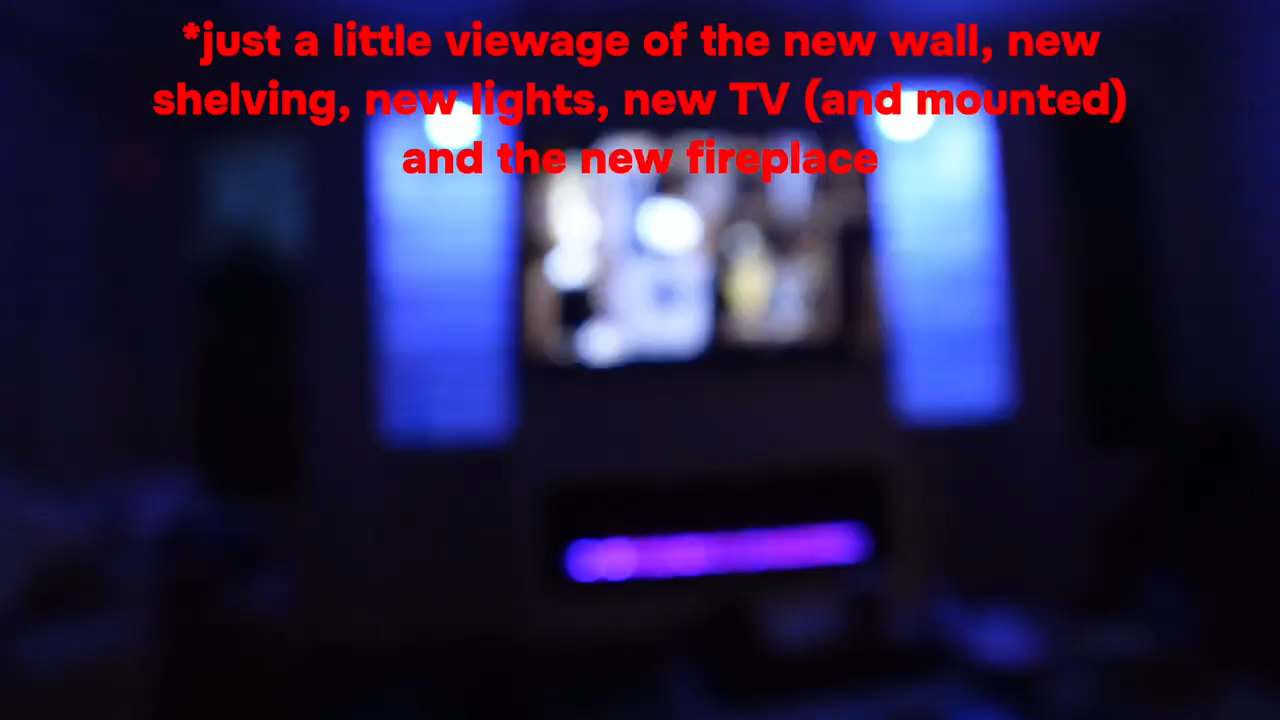 *just a little viewage of the new wall, new
shelving, new lights, new TV (and mounted)
and the new fireplace